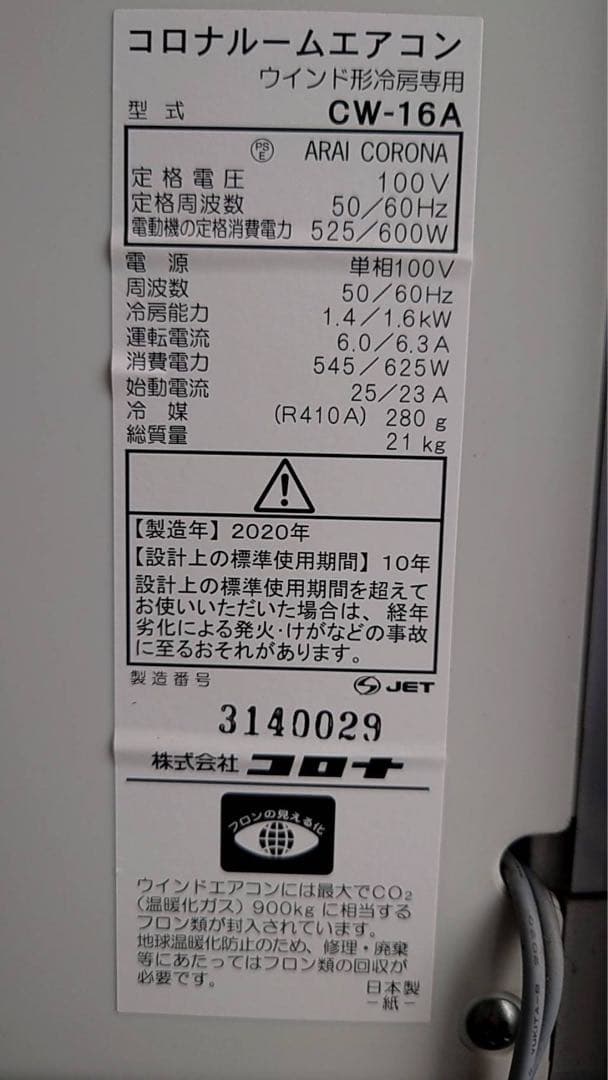 コロナルームエアコン
ウインド形冷房専用
型式 CW-16A
PSE ARAI CORONA
定格電圧 100V
定格周波数 50/60Hz
電動機の定格消費電力 525/600W
電源 単相100V
周波数 50/60Hz
冷房能力 1.4/1.6kW
運転電流 6.0/6.3A
消費電力 545/625W
始動電流 25/23A
冷媒 (R410A) 280g
総質量 21kg
【製造年】2020年
【設計上の標準使用期間】10年
設計上の標準使用期間を超えて
お使いいただいた場合は、経年
劣化による発火・けがなどの事故
に至るおそれがあります。
製造番号 JET
3140029
株式会社 コロナ
フロンの見える化
ウインドエアコンには最大でCO₂
(温暖化ガス) 900kgに相当する
フロン類が封入されています。
地球温暖化防止のため、修理・廃棄
等にあたってはフロン類の回収が
必要です。 日本製
-紙-